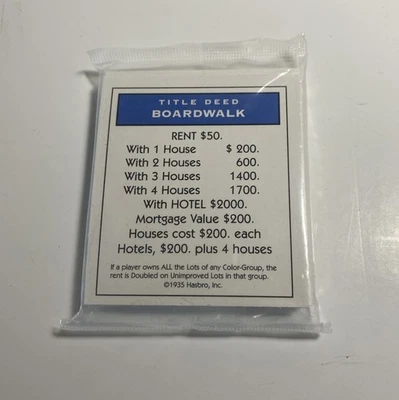 TITLE DEED
BOARDWALK
RENT $50.
With 1 House $ 200.
With 2 Houses 600.
With 3 Houses 1400.
With 4 Houses 1700.
With HOTEL $2000.
Mortgage Value $200.
Houses cost $200. each
Hotels, $200. plus 4 houses
If a player owns ALL the Lots of any Color-Group, the
rent is Doubled on Unimproved Lots in that group.
©1935 Hasbro, Inc.